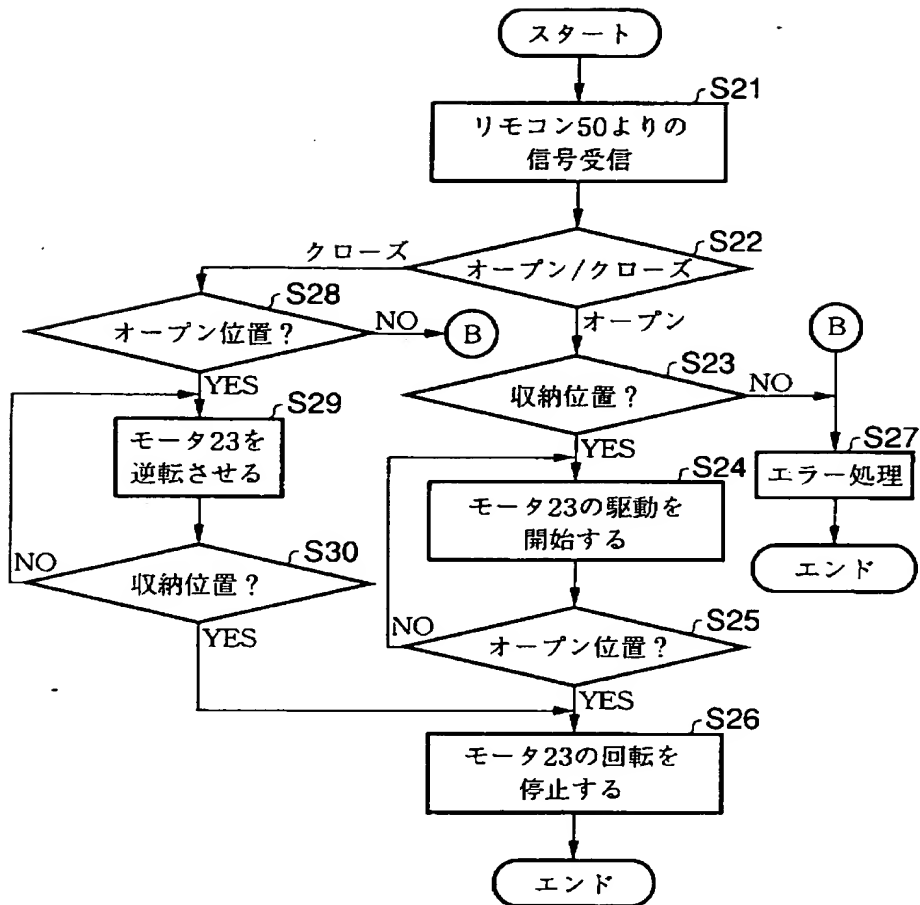 スタート
S21
リモコン50よりの
信号受信
S22
オープン/クローズ
クローズ
オープン
S28
オープン位置?
NO
B
YES
S29
モータ23を
逆転させる
S30
収納位置?
NO
YES
S23
収納位置?
NO
B
YES
S27
エラー処理
エンド
S24
モータ23の駆動を
開始する
S25
オープン位置?
NO
YES
S26
モータ23の回転を
停止する
エンド